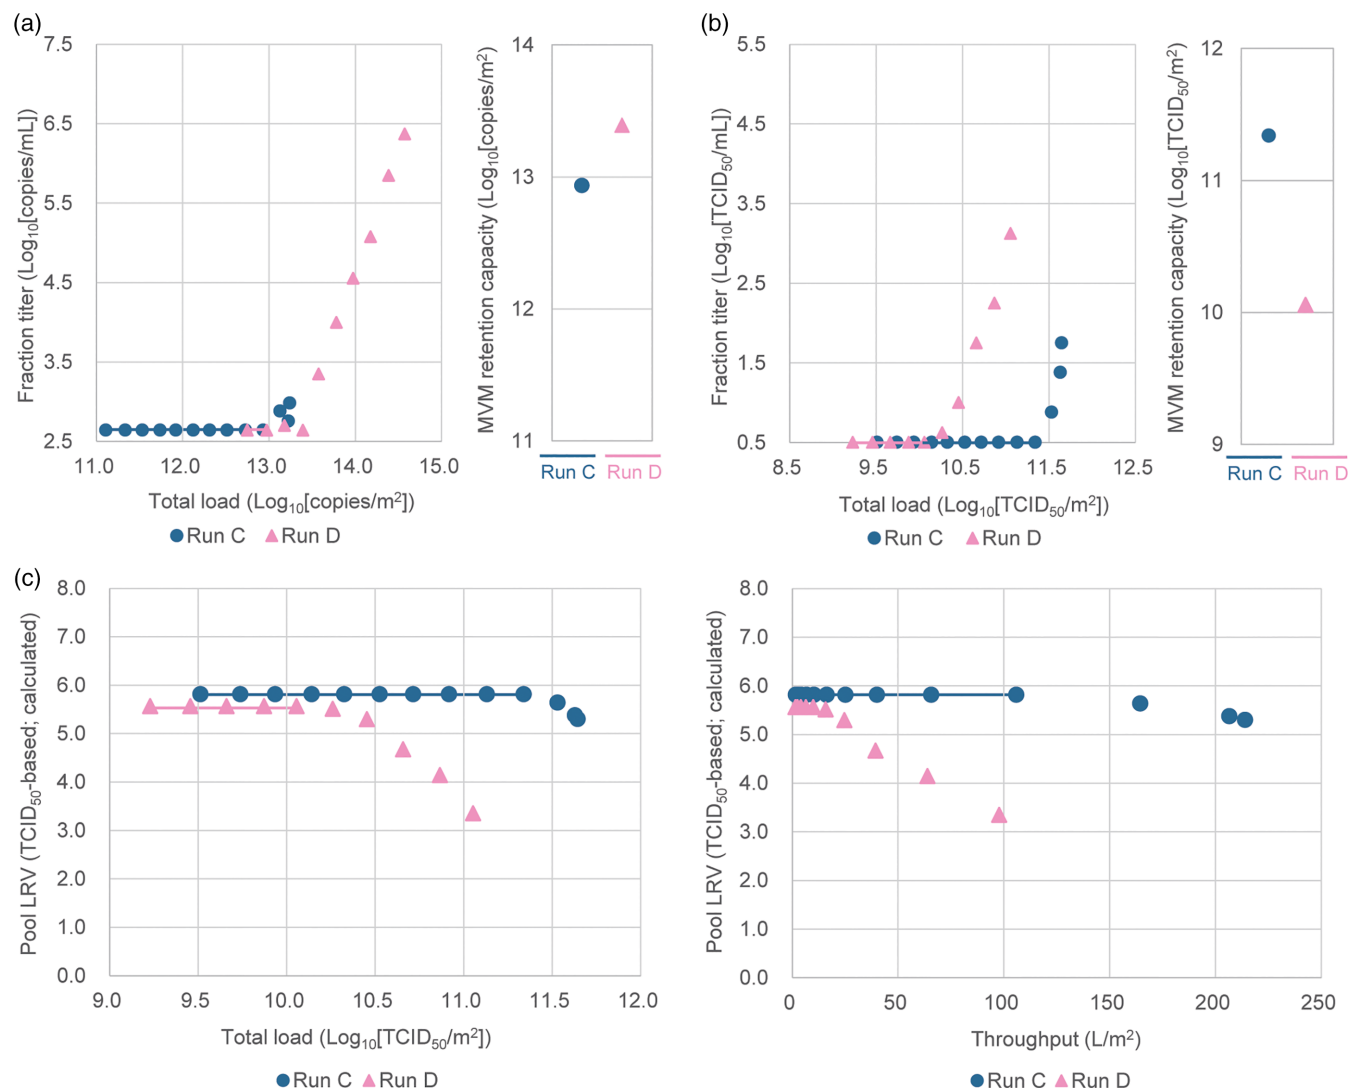 (a)
7.5
6.5
5.5
4.5
3.5
2.5
11.0 12.0 13.0 14.0 15.0
Fraction titer (Log10[copies/mL])
Total load (Log10[copies/m2])
Run C Run D
MVM retention capacity (Log10[copies/m2])
14
13
12
11
Run C Run D
(b)
5.5
4.5
3.5
2.5
1.5
0.5
8.5 9.5 10.5 11.5 12.5
Fraction titer (Log10[TCID50/mL])
Total load (Log10[TCID50/m2])
Run C Run D
MVM retention capacity (Log10[TCID50/m2])
12
11
10
9
Run C Run D
(c)
8.0
7.0
6.0
5.0
4.0
3.0
2.0
1.0
0.0
9.0 9.5 10.0 10.5 11.0 11.5 12.0
Pool LRV (TCID50-based; calculated)
Total load (Log10[TCID50/m2])
Run C Run D
8.0
7.0
6.0
5.0
4.0
3.0
2.0
1.0
0.0
0 50 100 150 200 250
Pool LRV (TCID50-based; calculated)
Throughput (L/m2)
Run C Run D